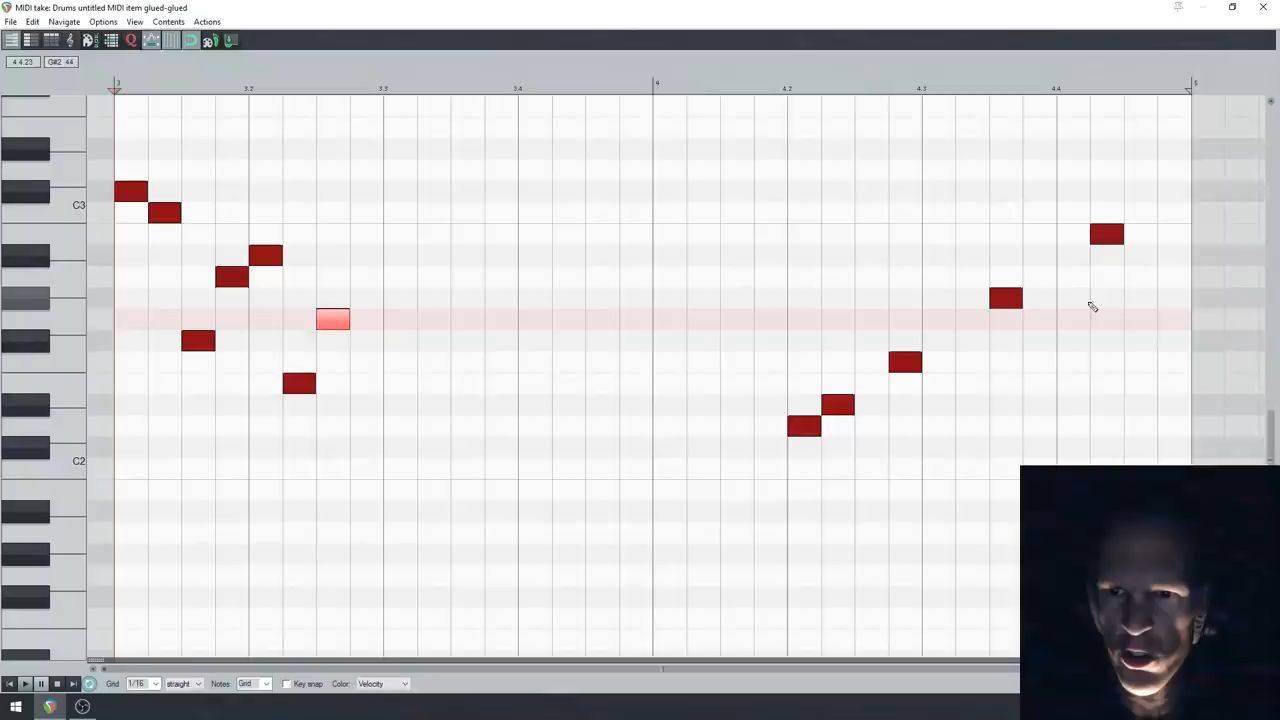 MIDI take: Drums untitled MIDI item glued-glued
File Edit Navigate Options View Contents Actions
Q
4.4.23 G#2 44
3 3.2 3.3 3.4 4 4.2 4.3 4.4 5
C3
C2
Grid 1/16 straight Notes: Grid Key snap Color: Velocity